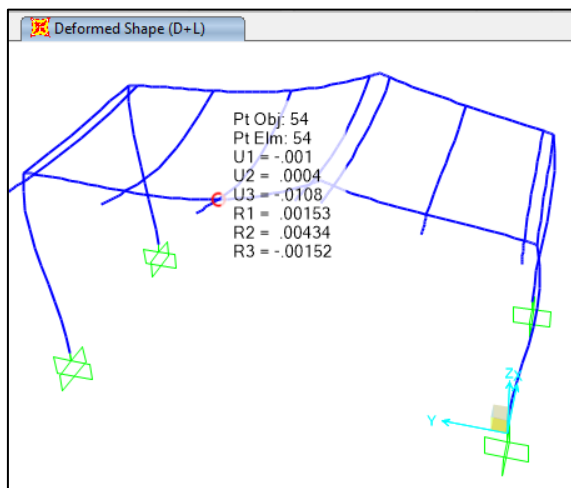 Deformed Shape (D+L)
Pt Obj: 54
Pt Elm: 54
U1 = -.001
U2 = .0004
U3 = -.0108
R1 = .00153
R2 = .00434
R3 = -.00152
Z
X
Y